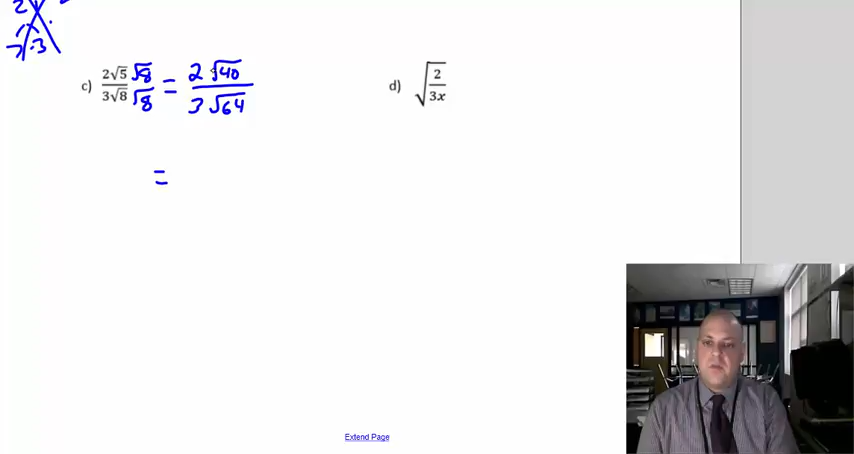 c) 2√5/3√8 √8/√8 = 2√40/3√64
d) √(2/3x)
=
Extend Page